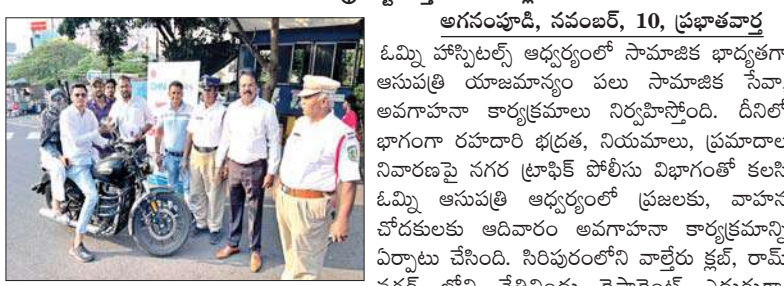 అగనంపూడి, నవంబర్, 10, ప్రభాతవార్త
ఓమ్ని హాస్పిటల్స్ ఆధ్వర్యంలో సామాజిక భాద్యతగా
ఆసుపత్రి యాజమాన్యం పలు సామాజిక సేవా,
అవగాహనా కార్యక్రమాలు నిర్వహిస్తోంది. దీనిలో
భాగంగా రహదారి భద్రత, నియమాలు, ప్రమాదాల
నివారణపై నగర ట్రాఫిక్ పోలీసు విభాగంతో కలసి
ఓమ్ని ఆసుపత్రి ఆధ్వర్యంలో ప్రజలకు, వాహన
చోదకులకు ఆదివారం అవగాహనా కార్యక్రమాన్ని
ఏర్పాటు చేసింది. సిరిపురంలోని వాల్తేరు క్లబ్, రామ్